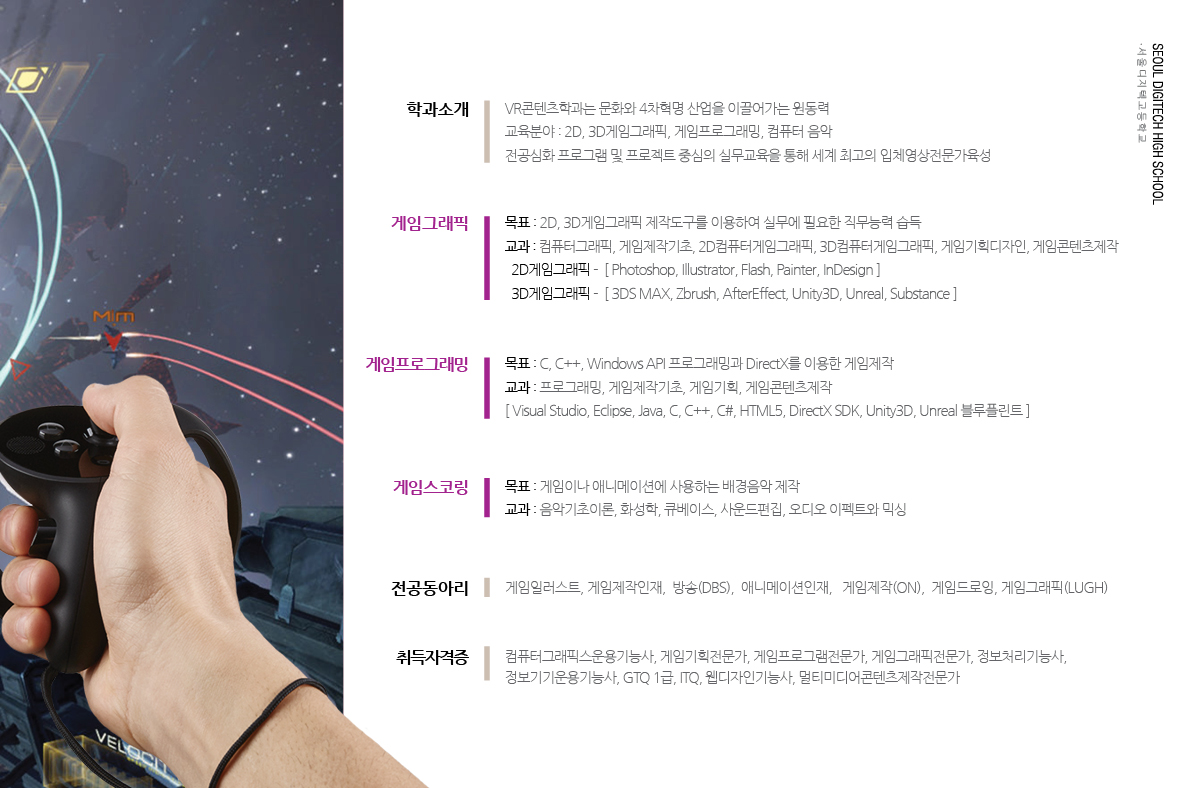 SEOUL DIGITECH HIGH SCHOOL
·서울디지텍고등학교
학과소개
VR콘텐츠학과는 문화와 4차혁명 산업을 이끌어가는 원동력
교육분야 : 2D, 3D게임그래픽, 게임프로그래밍, 컴퓨터 음악
전공심화 프로그램 및 프로젝트 중심의 실무교육을 통해 세계 최고의 입체영상전문가육성
게임그래픽
목표 : 2D, 3D게임그래픽 제작도구를 이용하여 실무에 필요한 직무능력 습득
교과 : 컴퓨터그래픽, 게임제작기초, 2D컴퓨터게임그래픽, 3D컴퓨터게임그래픽, 게임기획디자인, 게임콘텐츠제작
2D게임그래픽 - [ Photoshop, Illustrator, Flash, Painter, InDesign ]
3D게임그래픽 - [ 3DS MAX, Zbrush, AfterEffect, Unity3D, Unreal, Substance ]
게임프로그래밍
목표 : C, C++, Windows API 프로그래밍과 DirectX를 이용한 게임제작
교과 : 프로그래밍, 게임제작기초, 게임기획, 게임콘텐츠제작
[ Visual Studio, Eclipse, Java, C, C++, C#, HTML5, DirectX SDK, Unity3D, Unreal 블루플린트 ]
게임스코링
목표 : 게임이나 애니메이션에 사용하는 배경음악 제작
교과 : 음악기초이론, 화성학, 큐베이스, 사운드편집, 오디오 이펙트와 믹싱
전공동아리
게임일러스트, 게임제작인재, 방송(DBS), 애니메이션인재, 게임제작(ON), 게임드로잉, 게임그래픽(LUGH)
취득자격증
컴퓨터그래픽스운용기능사, 게임기획전문가, 게임프로그램전문가, 게임그래픽전문가, 정보처리기능사,
정보기기운용기능사, GTQ 1급, ITQ, 웹디자인기능사, 멀티미디어콘텐츠제작전문가
Mim
VELOCIT